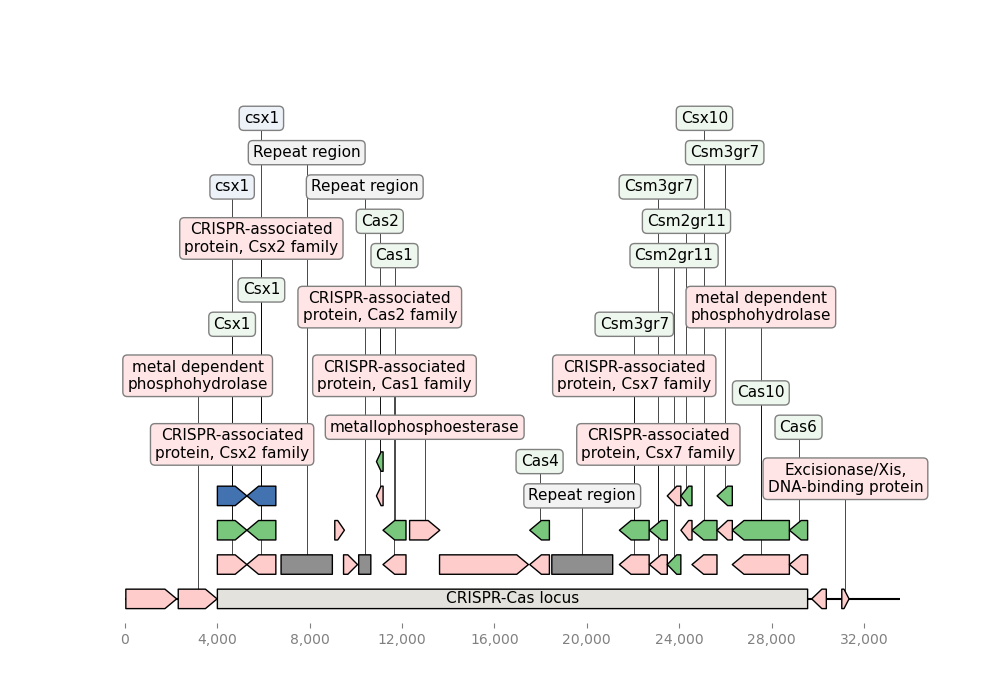 csx1
Csx10
Repeat region
Csm3gr7
csx1
Repeat region
Csm3gr7
Cas2
Csm2gr11
CRISPR-associated
protein, Csx2 family
Cas1
Csm2gr11
Csx1
CRISPR-associated
protein, Cas2 family
metal dependent
phosphohydrolase
Csx1
Csm3gr7
metal dependent
phosphohydrolase
CRISPR-associated
protein, Cas1 family
CRISPR-associated
protein, Csx7 family
Cas10
metallophosphoesterase
Cas6
CRISPR-associated
protein, Csx2 family
CRISPR-associated
protein, Csx7 family
Cas4
Excisionase/Xis,
DNA-binding protein
Repeat region
CRISPR-Cas locus
0 4,000 8,000 12,000 16,000 20,000 24,000 28,000 32,000